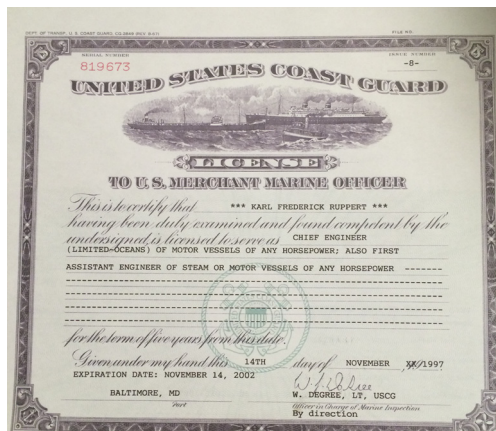 DEPT. OF TRANSP., U. S. COAST GUARD, CG-2849 (REV. 9-67)
FILE NO.
SERIAL NUMBER
ISSUE NUMBER
819673
-8-
UNITED STATES COAST GUARD
LICENSE
TO U. S. MERCHANT MARINE OFFICER
This is to certify that *** KARL FREDERICK RUPPERT ***
having been duly examined and found competent by the
undersigned, is licensed to serve as CHIEF ENGINEER
(LIMITED-OCEANS) OF MOTOR VESSELS OF ANY HORSEPOWER; ALSO FIRST
ASSISTANT ENGINEER OF STEAM OR MOTOR VESSELS OF ANY HORSEPOWER -------
for the term of five years from this date.
Given under my hand this 14TH day of NOVEMBER XX/1997
EXPIRATION DATE: NOVEMBER 14, 2002
BALTIMORE, MD
W. DEGREE, LT, USCG
Port
Officer in Charge of Marine Inspection
By direction